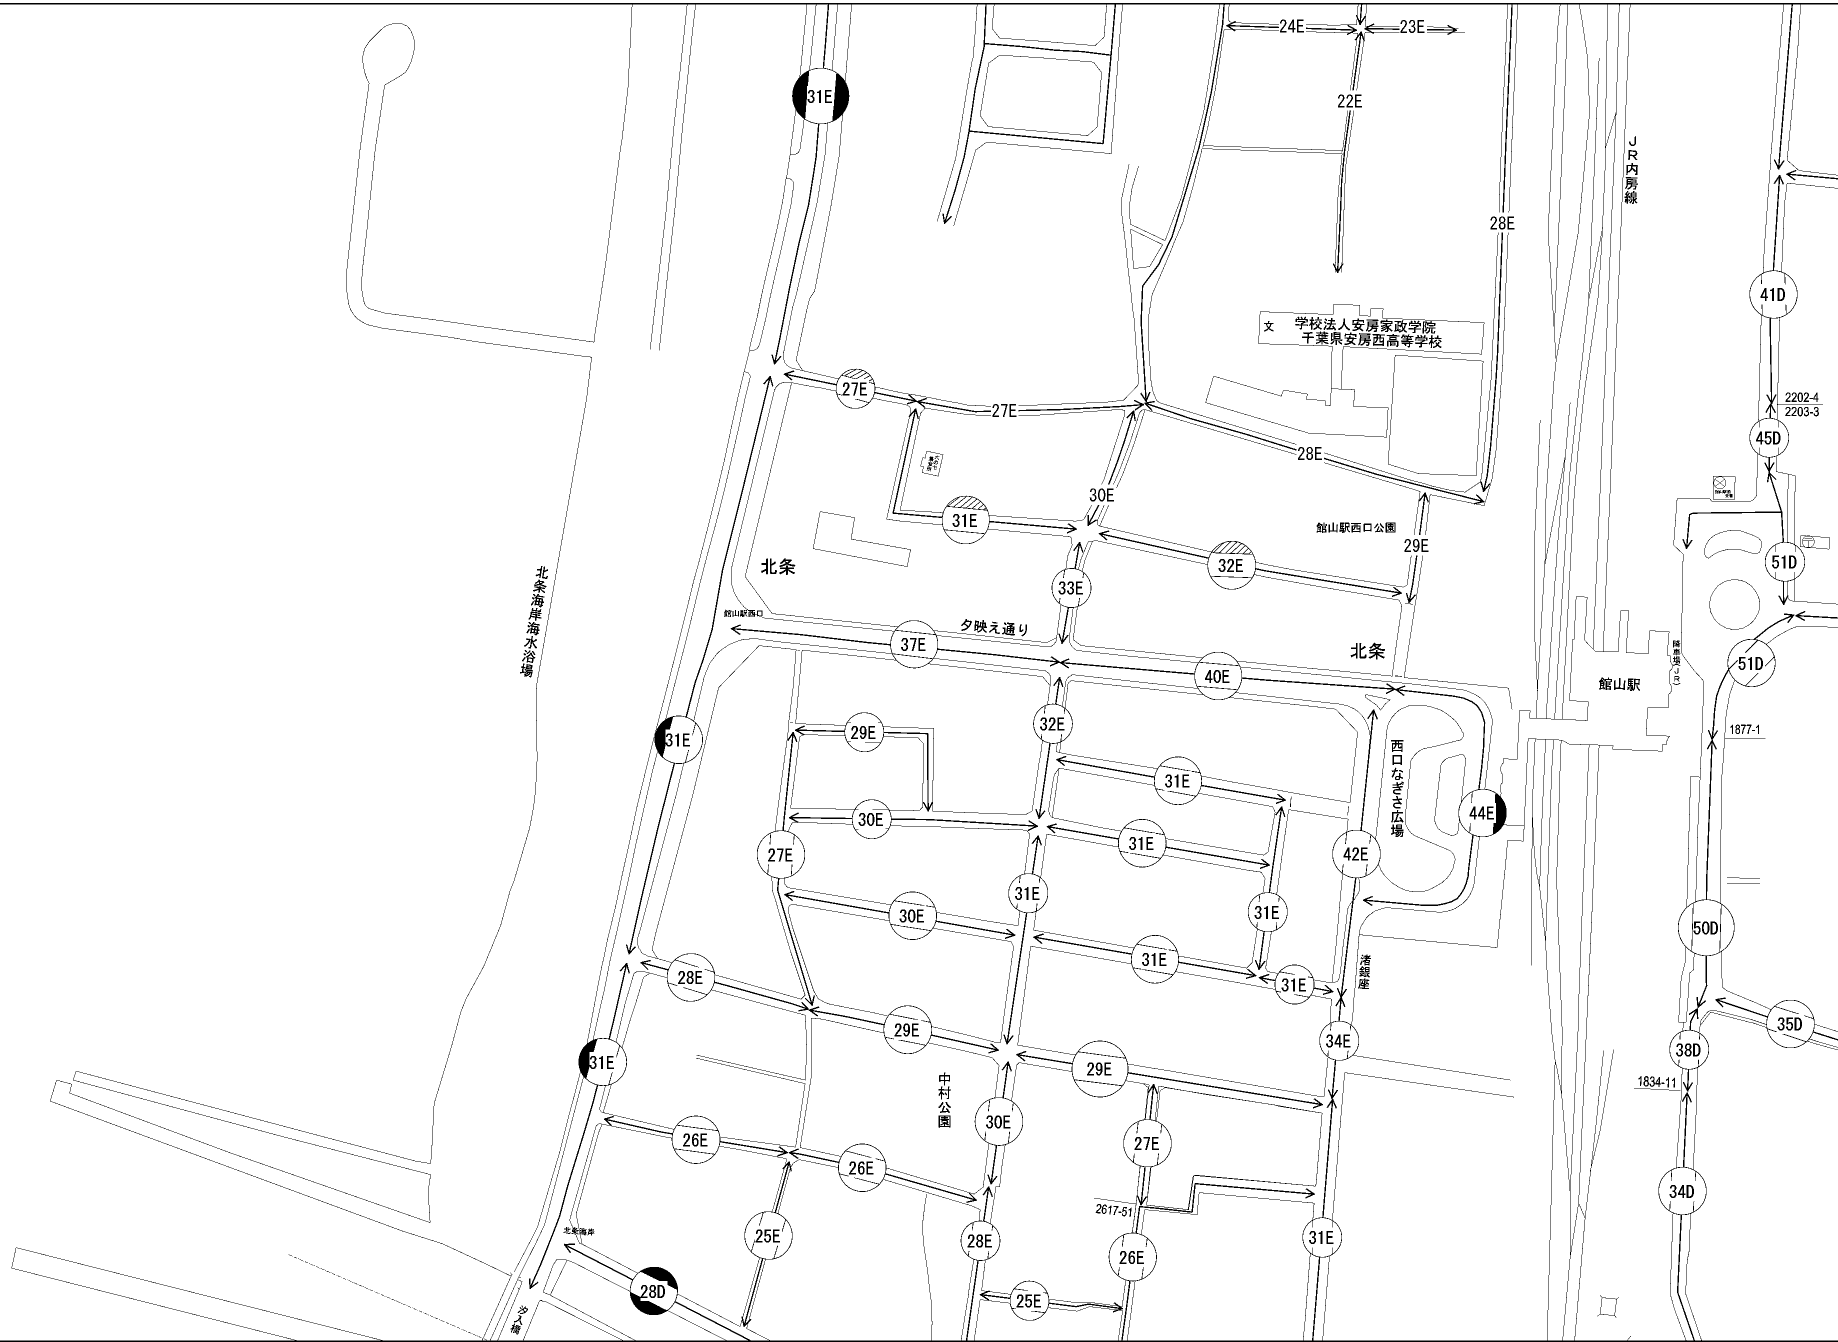 24E
23E
31E
22E
JR内房線
28E
41D
文
学校法人安房家政学院
千葉県安房西高等学校
27E
27E
2202-4
2203-3
45D
28E
30E
31E
館山駅西口公園
29E
32E
51D
北条
33E
北条海岸海水浴場
館山駅西口
夕映え通り
37E
北条
40E
館山駅
51D
32E
29E
31E
西口なぎさ広場
1877-1
31E
30E
31E
44E
27E
42E
31E
30E
31E
50D
31E
渚銀座
28E
31E
29E
34E
35D
38D
31E
29E
1834-11
中村公園
30E
27E
26E
26E
34D
2617-51
北条海岸
25E
28E
26E
31E
28D
25E
汐入橋